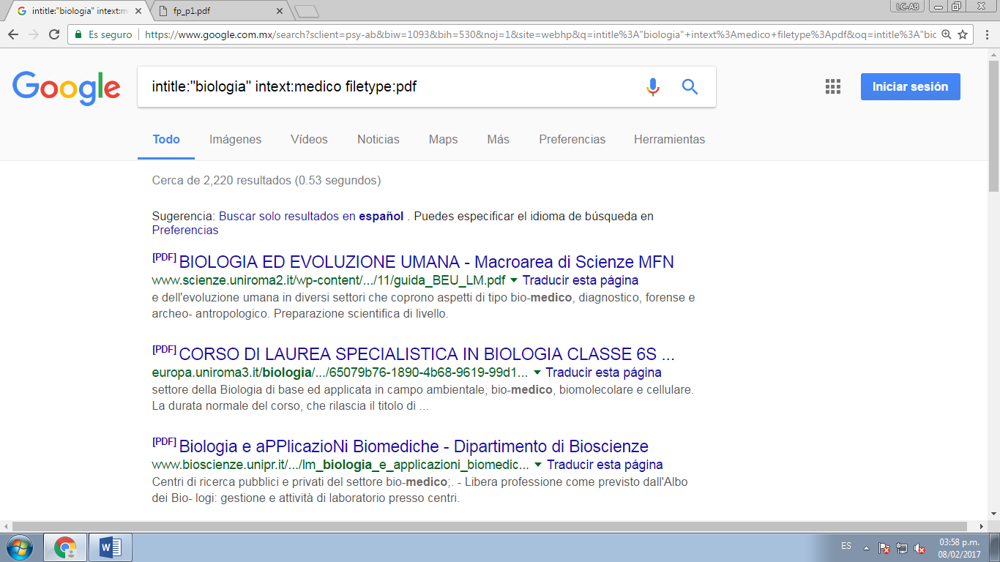 intitle:"biologia" intext:m
fp_p1.pdf
LC-AB
Es seguro
https://www.google.com.mx/search?sclient=psy-ab&biw=1093&bih=530&noj=1&site=webhp&q=intitle%3A"biologia"+intext%3Amedico+filetype%3Apdf&oq=intitle%3A"bic
Google
intitle:"biologia" intext:medico filetype:pdf
Iniciar sesión
Todo Imágenes Vídeos Noticias Maps Más Preferencias Herramientas
Cerca de 2,220 resultados (0.53 segundos)
Sugerencia: Buscar solo resultados en español . Puedes especificar el idioma de búsqueda en
Preferencias
[PDF] BIOLOGIA ED EVOLUZIONE UMANA - Macroarea di Scienze MFN
www.scienze.uniroma2.it/wp-content/.../11/guida_BEU_LM.pdf Traducir esta página
e dell'evoluzione umana in diversi settori che coprono aspetti di tipo bio-medico, diagnostico, forense e
archeo- antropologico. Preparazione scientifica di livello.
[PDF] CORSO DI LAUREA SPECIALISTICA IN BIOLOGIA CLASSE 6S ...
europa.uniroma3.it/biologia/.../65079b76-1890-4b68-9619-99d1... Traducir esta página
settore della Biologia di base ed applicata in campo ambientale, bio-medico, biomolecolare e cellulare.
La durata normale del corso, che rilascia il titolo di ...
[PDF] Biologia e aPPlicazioNi Biomediche - Dipartimento di Bioscienze
www.bioscienze.unipr.it/.../lm_biologia_e_applicazioni_biomedic... Traducir esta página
Centri di ricerca pubblici e privati del settore bio-medico;. - Libera professione come previsto dall'Albo
dei Bio- logi: gestione e attività di laboratorio presso centri.
ES
03:58 p.m.
08/02/2017